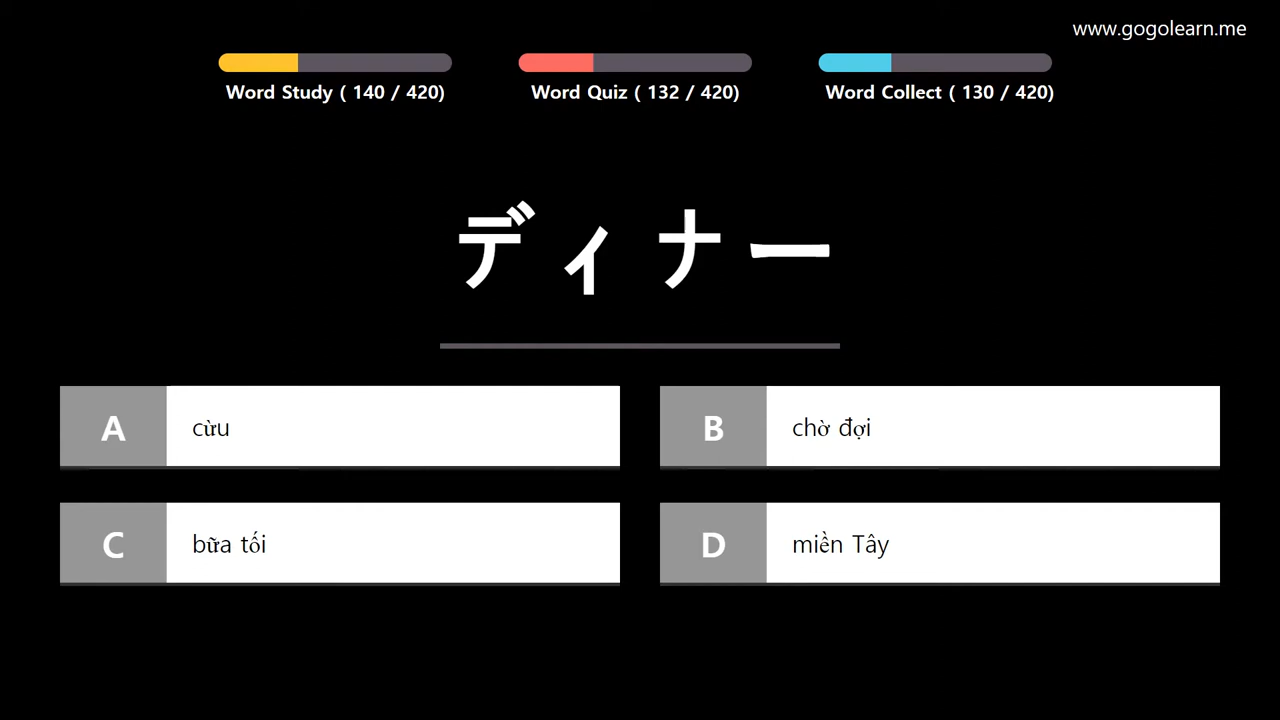 www.gogolearn.me
Word Study ( 140 / 420)
Word Quiz ( 132 / 420)
Word Collect ( 130 / 420)
ディナー
A cừu
B chờ đợi
C bữa tối
D miền Tây